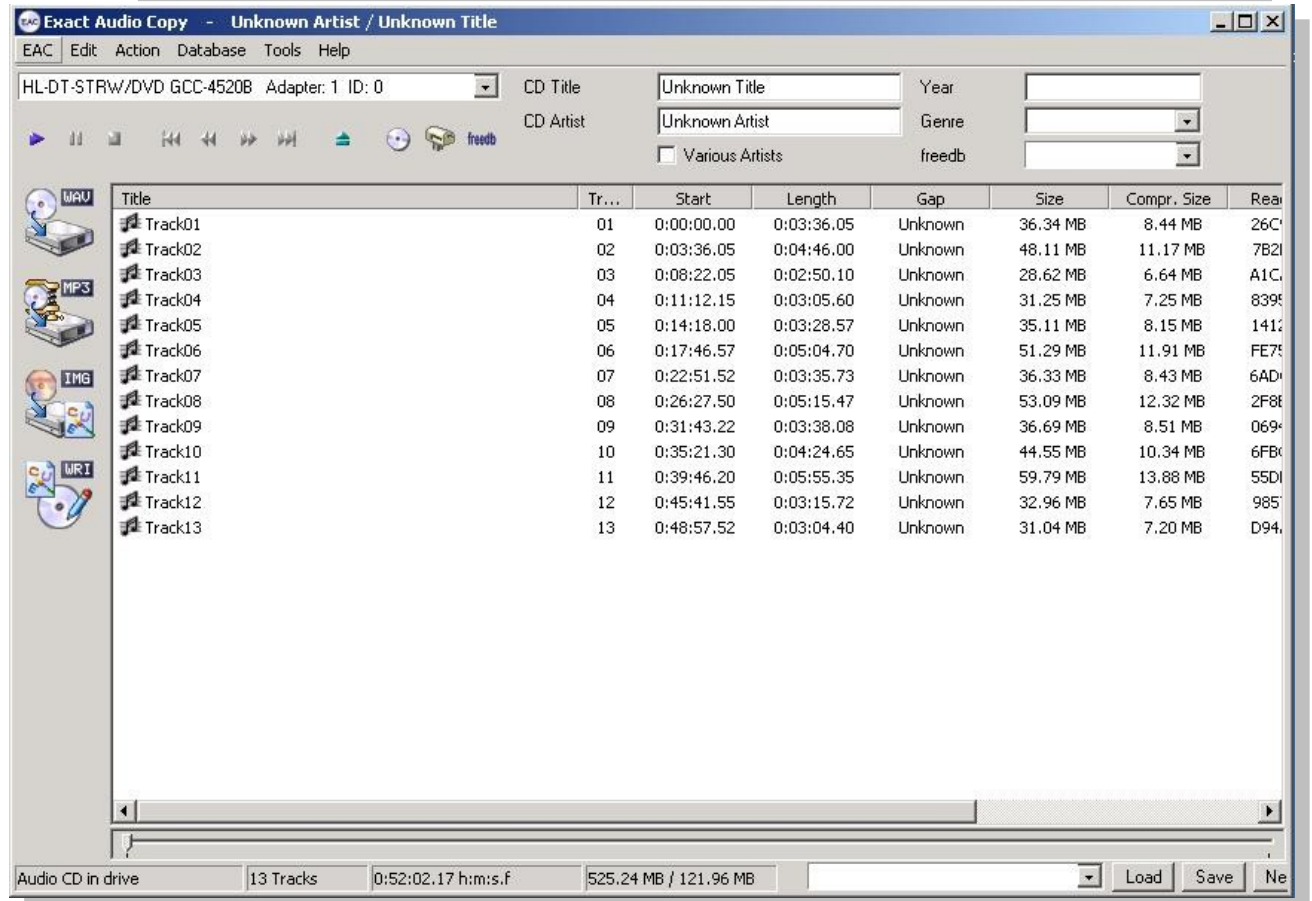 Exact Audio Copy - Unknown Artist / Unknown Title
EAC Edit Action Database Tools Help
HL-DT-STRW/DVD GCC-4520B Adapter: 1 ID: 0 CD Title Unknown Title Year
CD Artist Unknown Artist Genre
freedb
Various Artists freedb
WAV
MP3
IMG
WRI
Title Tr... Start Length Gap Size Compr. Size Rea
Track01 01 0:00:00.00 0:03:36.05 Unknown 36.34 MB 8.44 MB 26C
Track02 02 0:03:36.05 0:04:46.00 Unknown 48.11 MB 11.17 MB 7B2
Track03 03 0:08:22.05 0:02:50.10 Unknown 28.62 MB 6.64 MB A1C
Track04 04 0:11:12.15 0:03:05.60 Unknown 31.25 MB 7.25 MB 8395
Track05 05 0:14:18.00 0:03:28.57 Unknown 35.11 MB 8.15 MB 1412
Track06 06 0:17:46.57 0:05:04.70 Unknown 51.29 MB 11.91 MB FE75
Track07 07 0:22:51.52 0:03:35.73 Unknown 36.33 MB 8.43 MB 6AD
Track08 08 0:26:27.50 0:05:15.47 Unknown 53.09 MB 12.32 MB 2F8
Track09 09 0:31:43.22 0:03:38.08 Unknown 36.69 MB 8.51 MB 069
Track10 10 0:35:21.30 0:04:24.65 Unknown 44.55 MB 10.34 MB 6FB
Track11 11 0:39:46.20 0:05:55.35 Unknown 59.79 MB 13.88 MB 55D
Track12 12 0:45:41.55 0:03:15.72 Unknown 32.96 MB 7.65 MB 985
Track13 13 0:48:57.52 0:03:04.40 Unknown 31.04 MB 7.20 MB D94
Audio CD in drive 13 Tracks 0:52:02.17 h:m:s.f 525.24 MB / 121.96 MB Load Save Ne